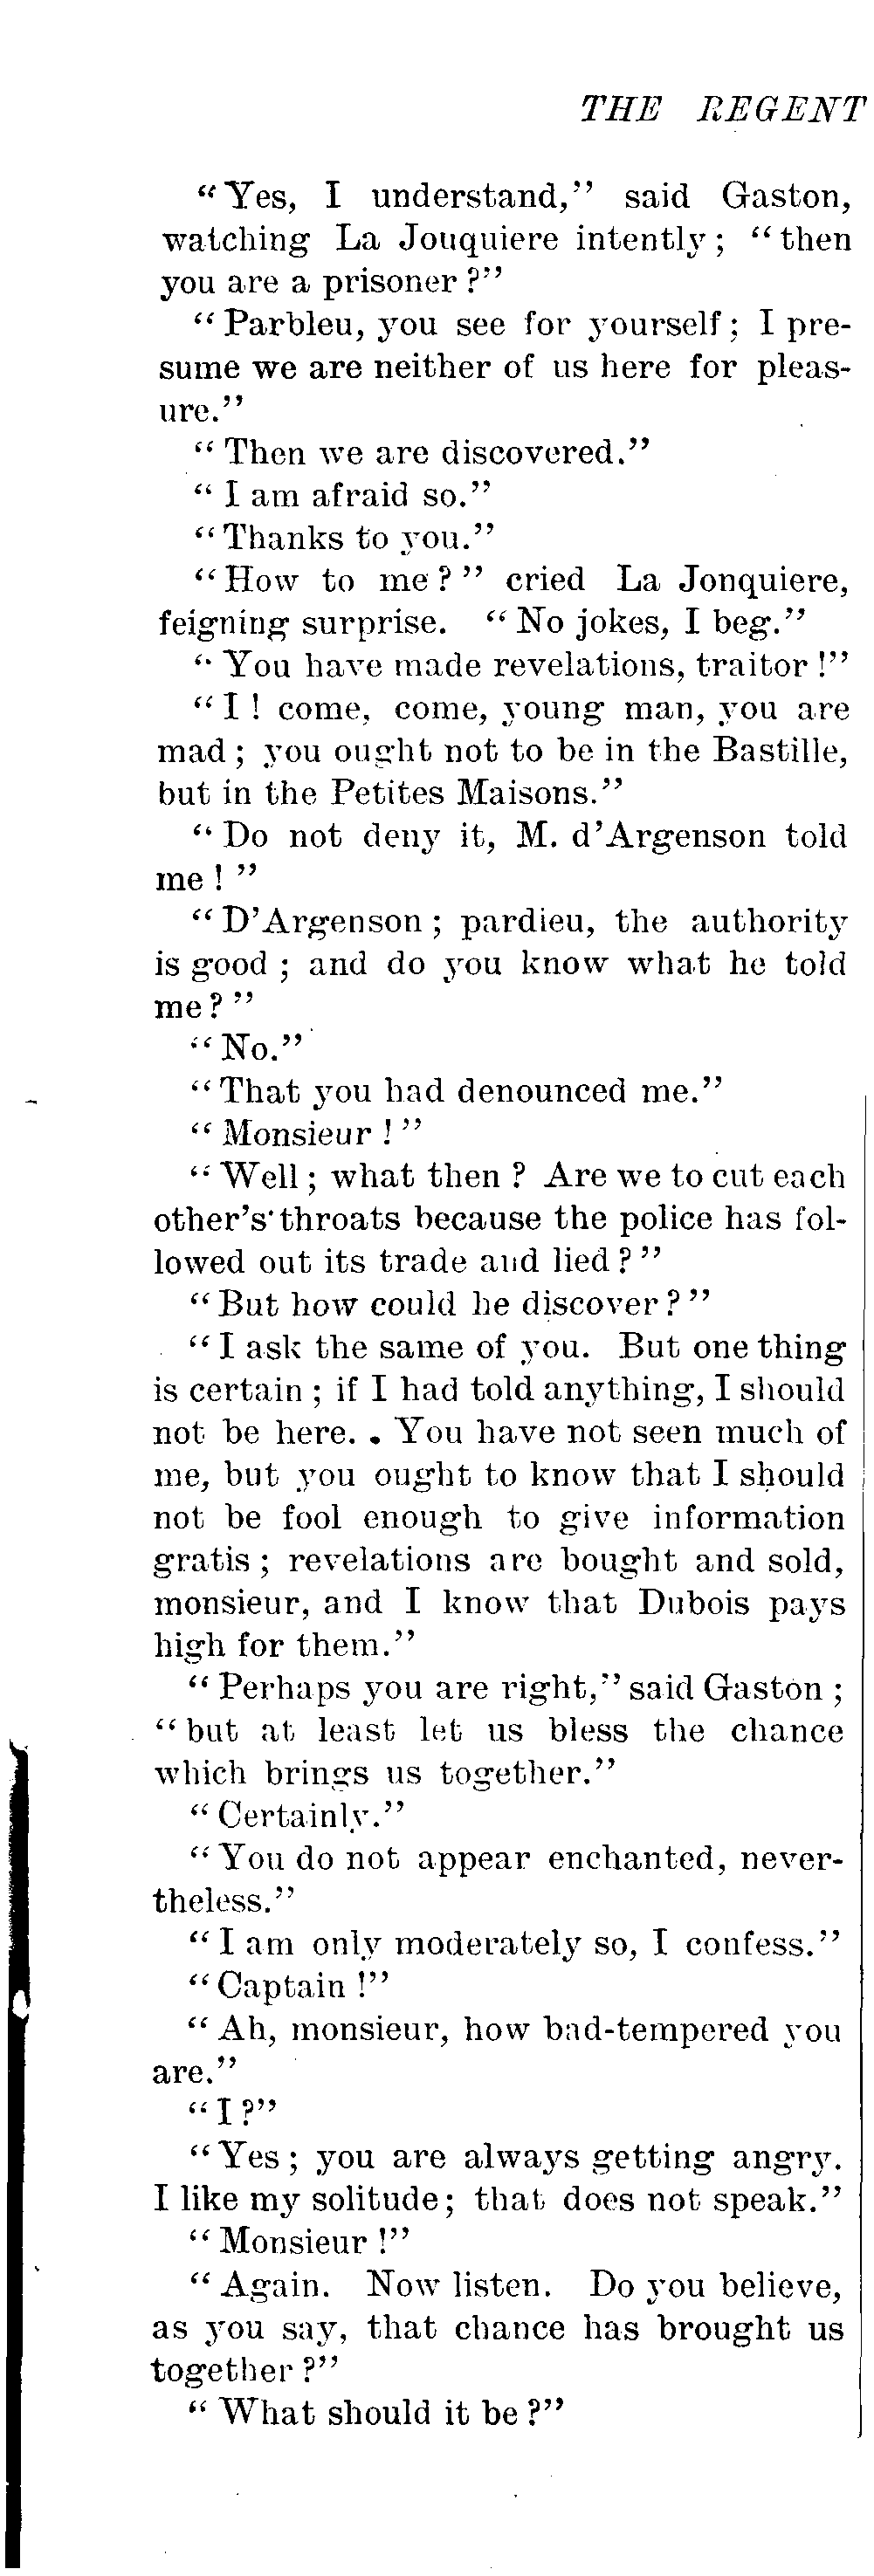 THE REGENT
"Yes, I understand," said Gaston,
watching La Jouquiere intently; "then
you are a prisoner?"
"Parbleu, you see for yourself; I pre-
sume we are neither of us here for pleas-
ure."
"Then we are discovered."
"I am afraid so."
"Thanks to you."
"How to me?" cried La Jonquiere,
feigning surprise. "No jokes, I beg."
"You have made revelations, traitor!"
"I! come, come, young man, you are
mad; you ought not to be in the Bastille,
but in the Petites Maisons."
"Do not deny it, M. d'Argenson told
me!"
"D'Argenson; pardieu, the authority
is good; and do you know what he told
me?"
"No."
"That you had denounced me."
"Monsieur!"
"Well; what then? Are we to cut each
other's throats because the police has fol-
lowed out its trade and lied?"
"But how could he discover?"
"I ask the same of you. But one thing
is certain; if I had told anything, I should
not be here. . You have not seen much of
me, but you ought to know that I should
not be fool enough to give information
gratis; revelations are bought and sold,
monsieur, and I know that Dubois pays
high for them."
"Perhaps you are right," said Gaston;
"but at least let us bless the chance
which brings us together."
"Certainly."
"You do not appear enchanted, never-
theless."
"I am only moderately so, I confess."
"Captain!"
"Ah, monsieur, how bad-tempered you
are."
"I?"
"Yes; you are always getting angry.
I like my solitude; that does not speak."
"Monsieur!"
"Again. Now listen. Do you believe,
as you say, that chance has brought us
together?"
"What should it be?"